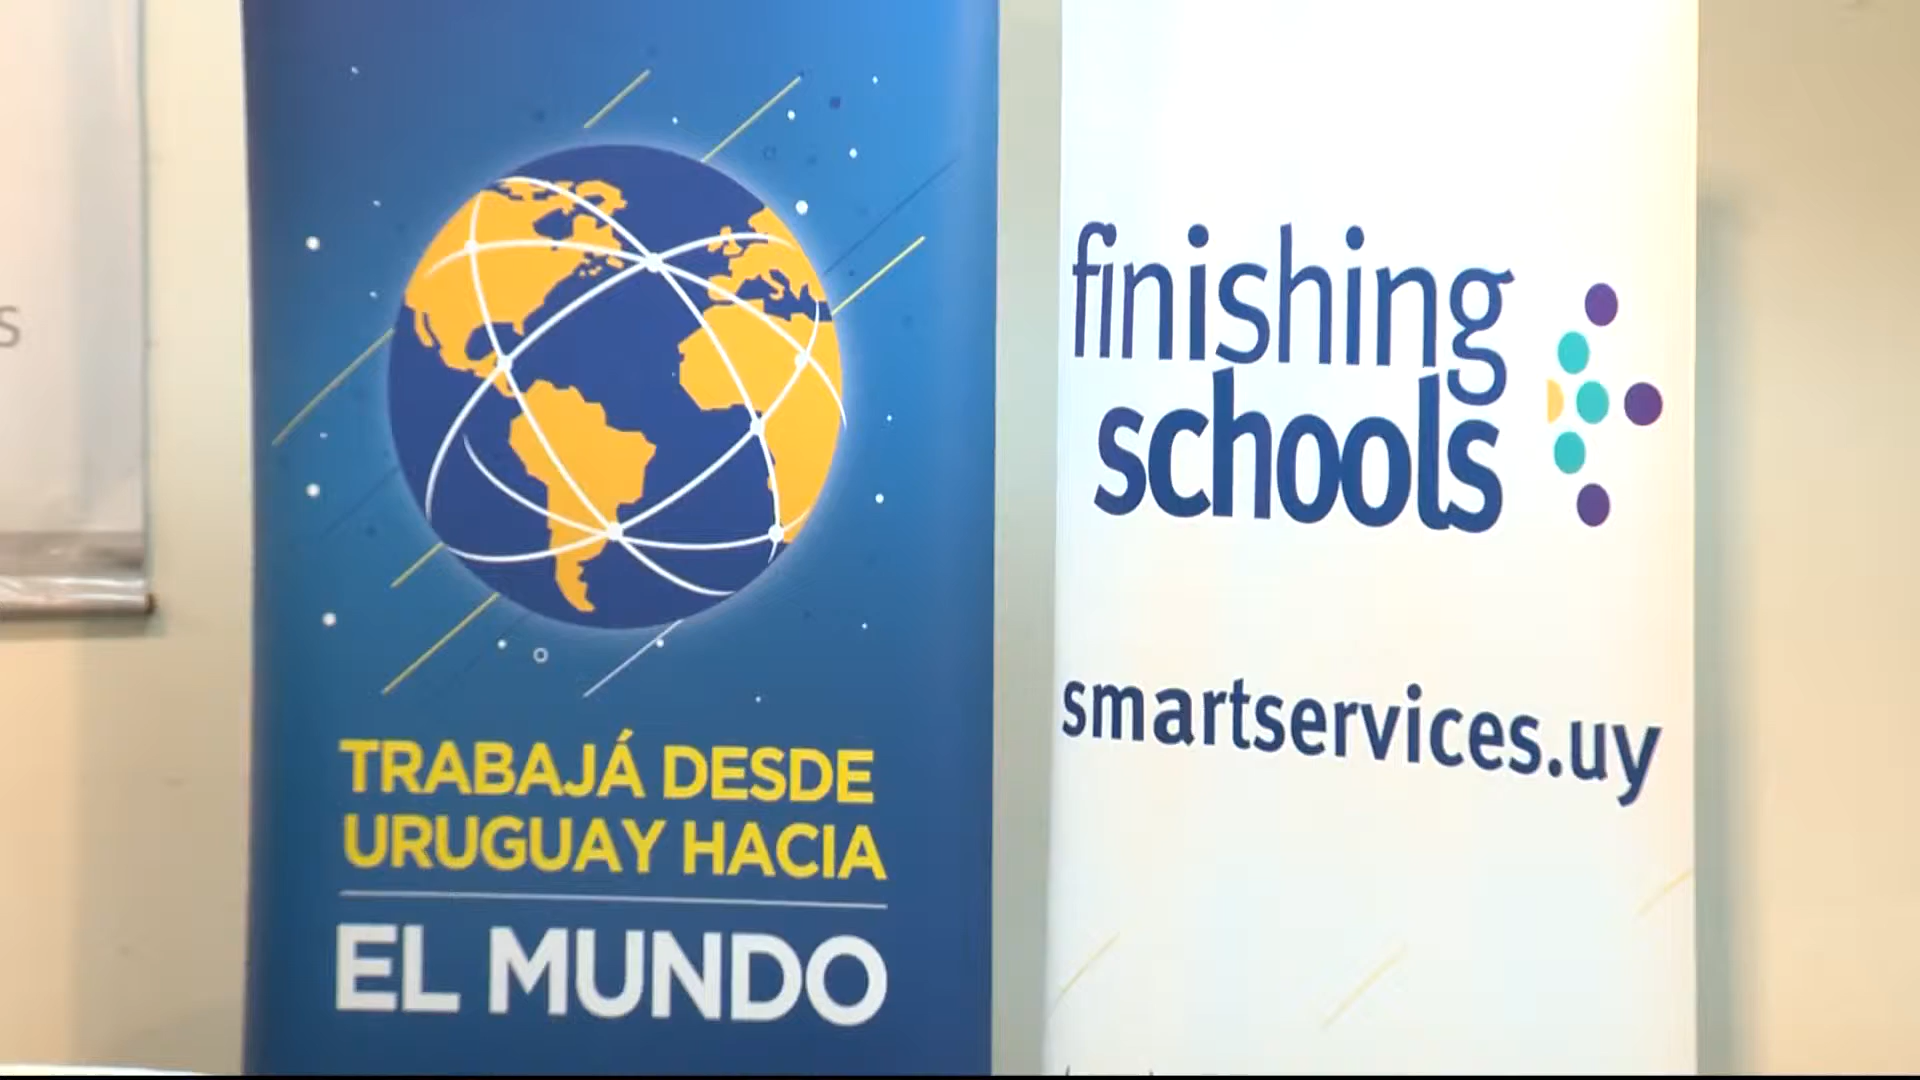 S
TRABAJÁ DESDE
URUGUAY HACIA
EL MUNDO
finishing
schools
smartservices.uy